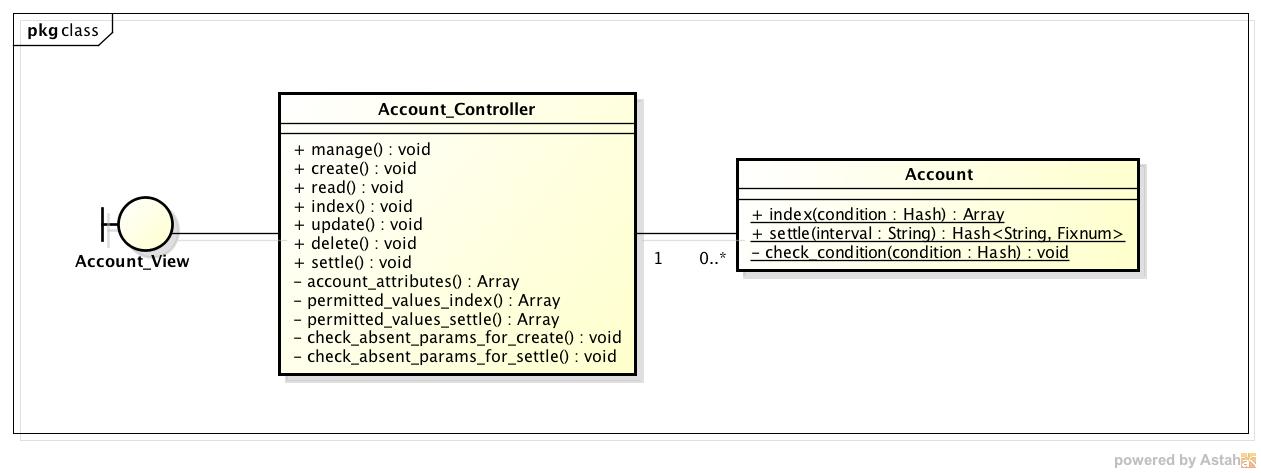 pkg class
Account_View
Account_Controller
+ manage() : void
+ create() : void
+ read() : void
+ index() : void
+ update() : void
+ delete() : void
+ settle() : void
- account_attributes() : Array
- permitted_values_index() : Array
- permitted_values_settle() : Array
- check_absent_params_for_create() : void
- check_absent_params_for_settle() : void
1
0..*
Account
+ index(condition : Hash) : Array
+ settle(interval : String) : Hash<String, Fixnum>
- check_condition(condition : Hash) : void
powered by Astah